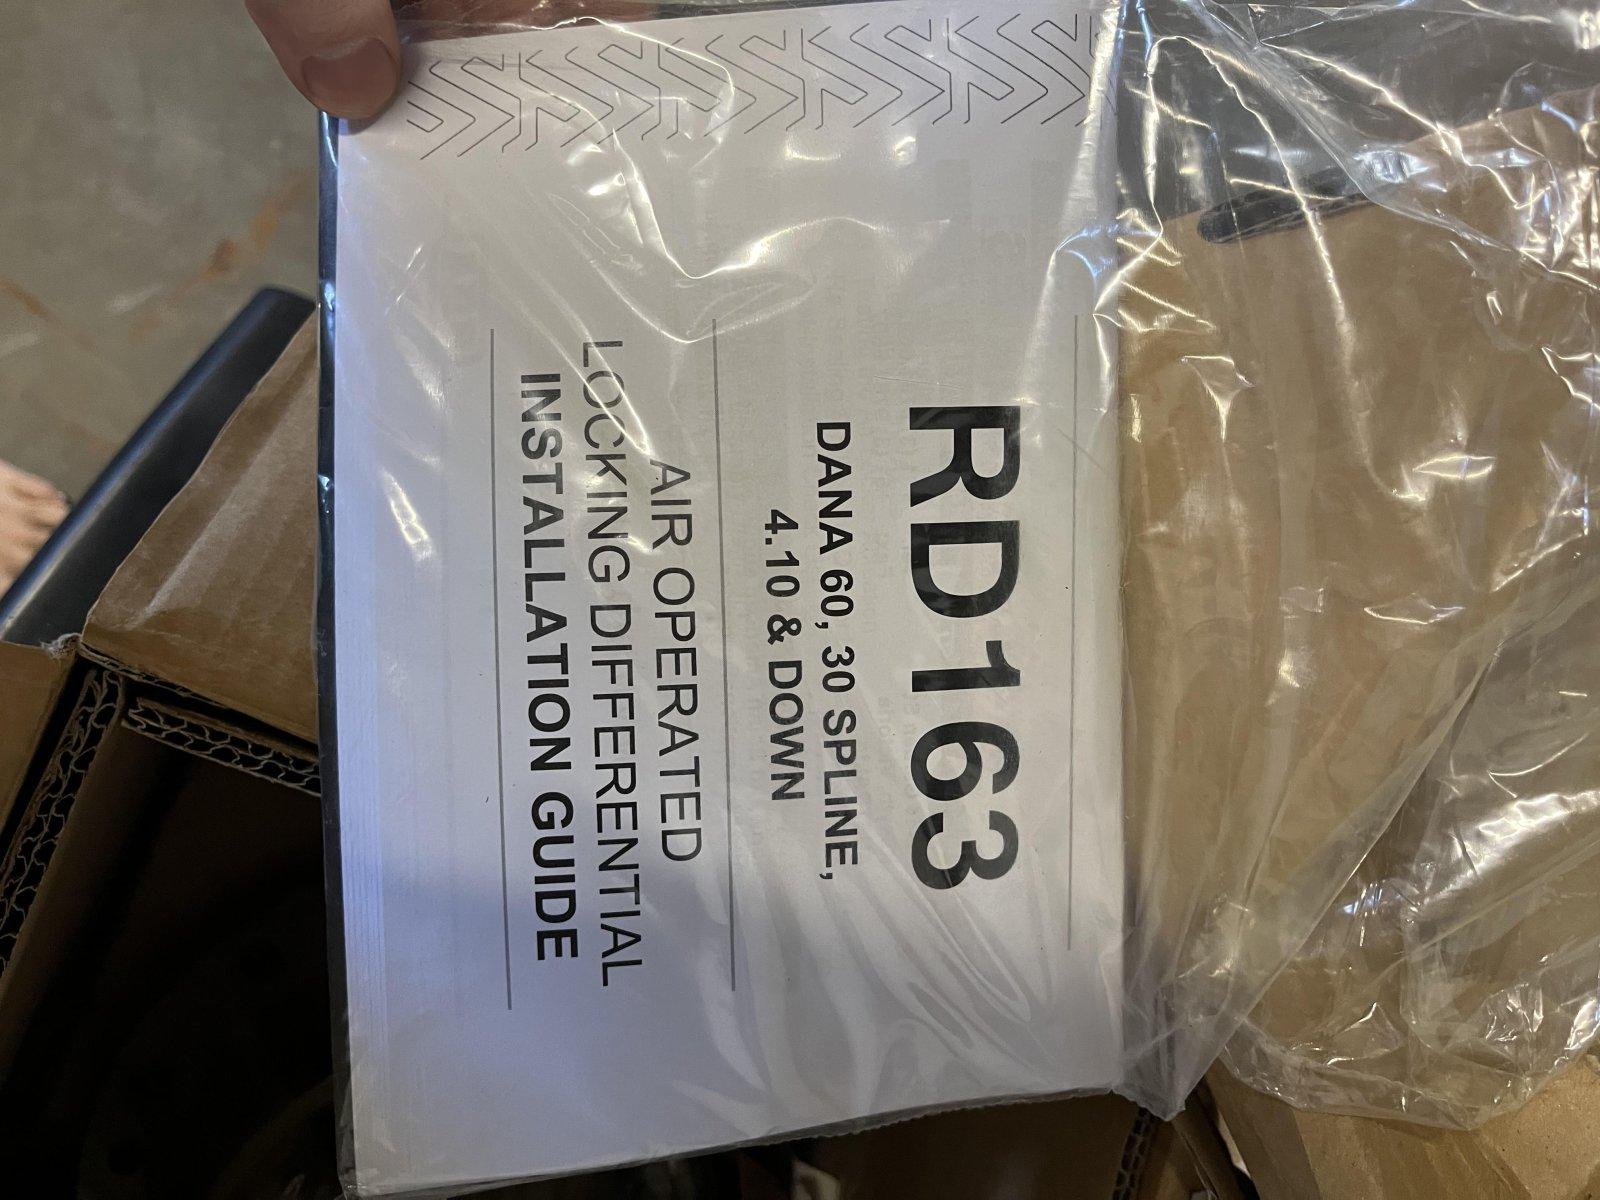 RD163
DANA 60, 30 SPLINE,
4.10 & DOWN
AIR OPERATED
LOCKING DIFFERENTIAL
INSTALLATION GUIDE